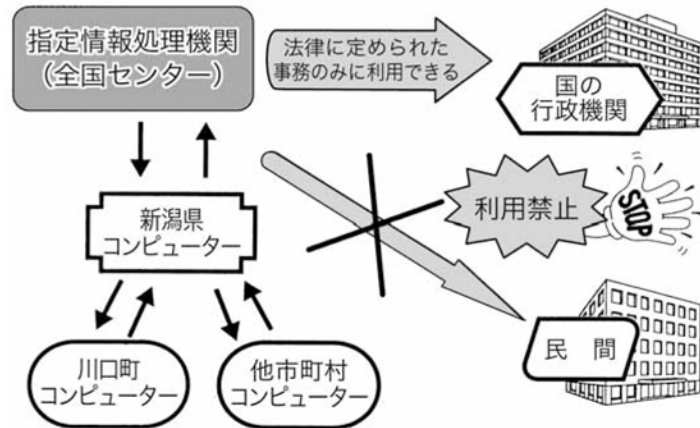 指定情報処理機関
（全国センター）
法律に定められた
事務のみに利用できる
国の
行政機関
新潟県
コンピューター
利用禁止
STOP
川口町
コンピューター
他市町村
コンピューター
民間